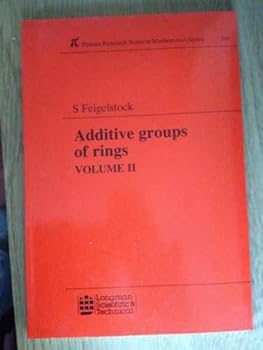 π Pitman Research Notes in Mathematics Series
S Feigelstock
Additive groups
of rings
VOLUME II
Longman
Scientific &
Technical